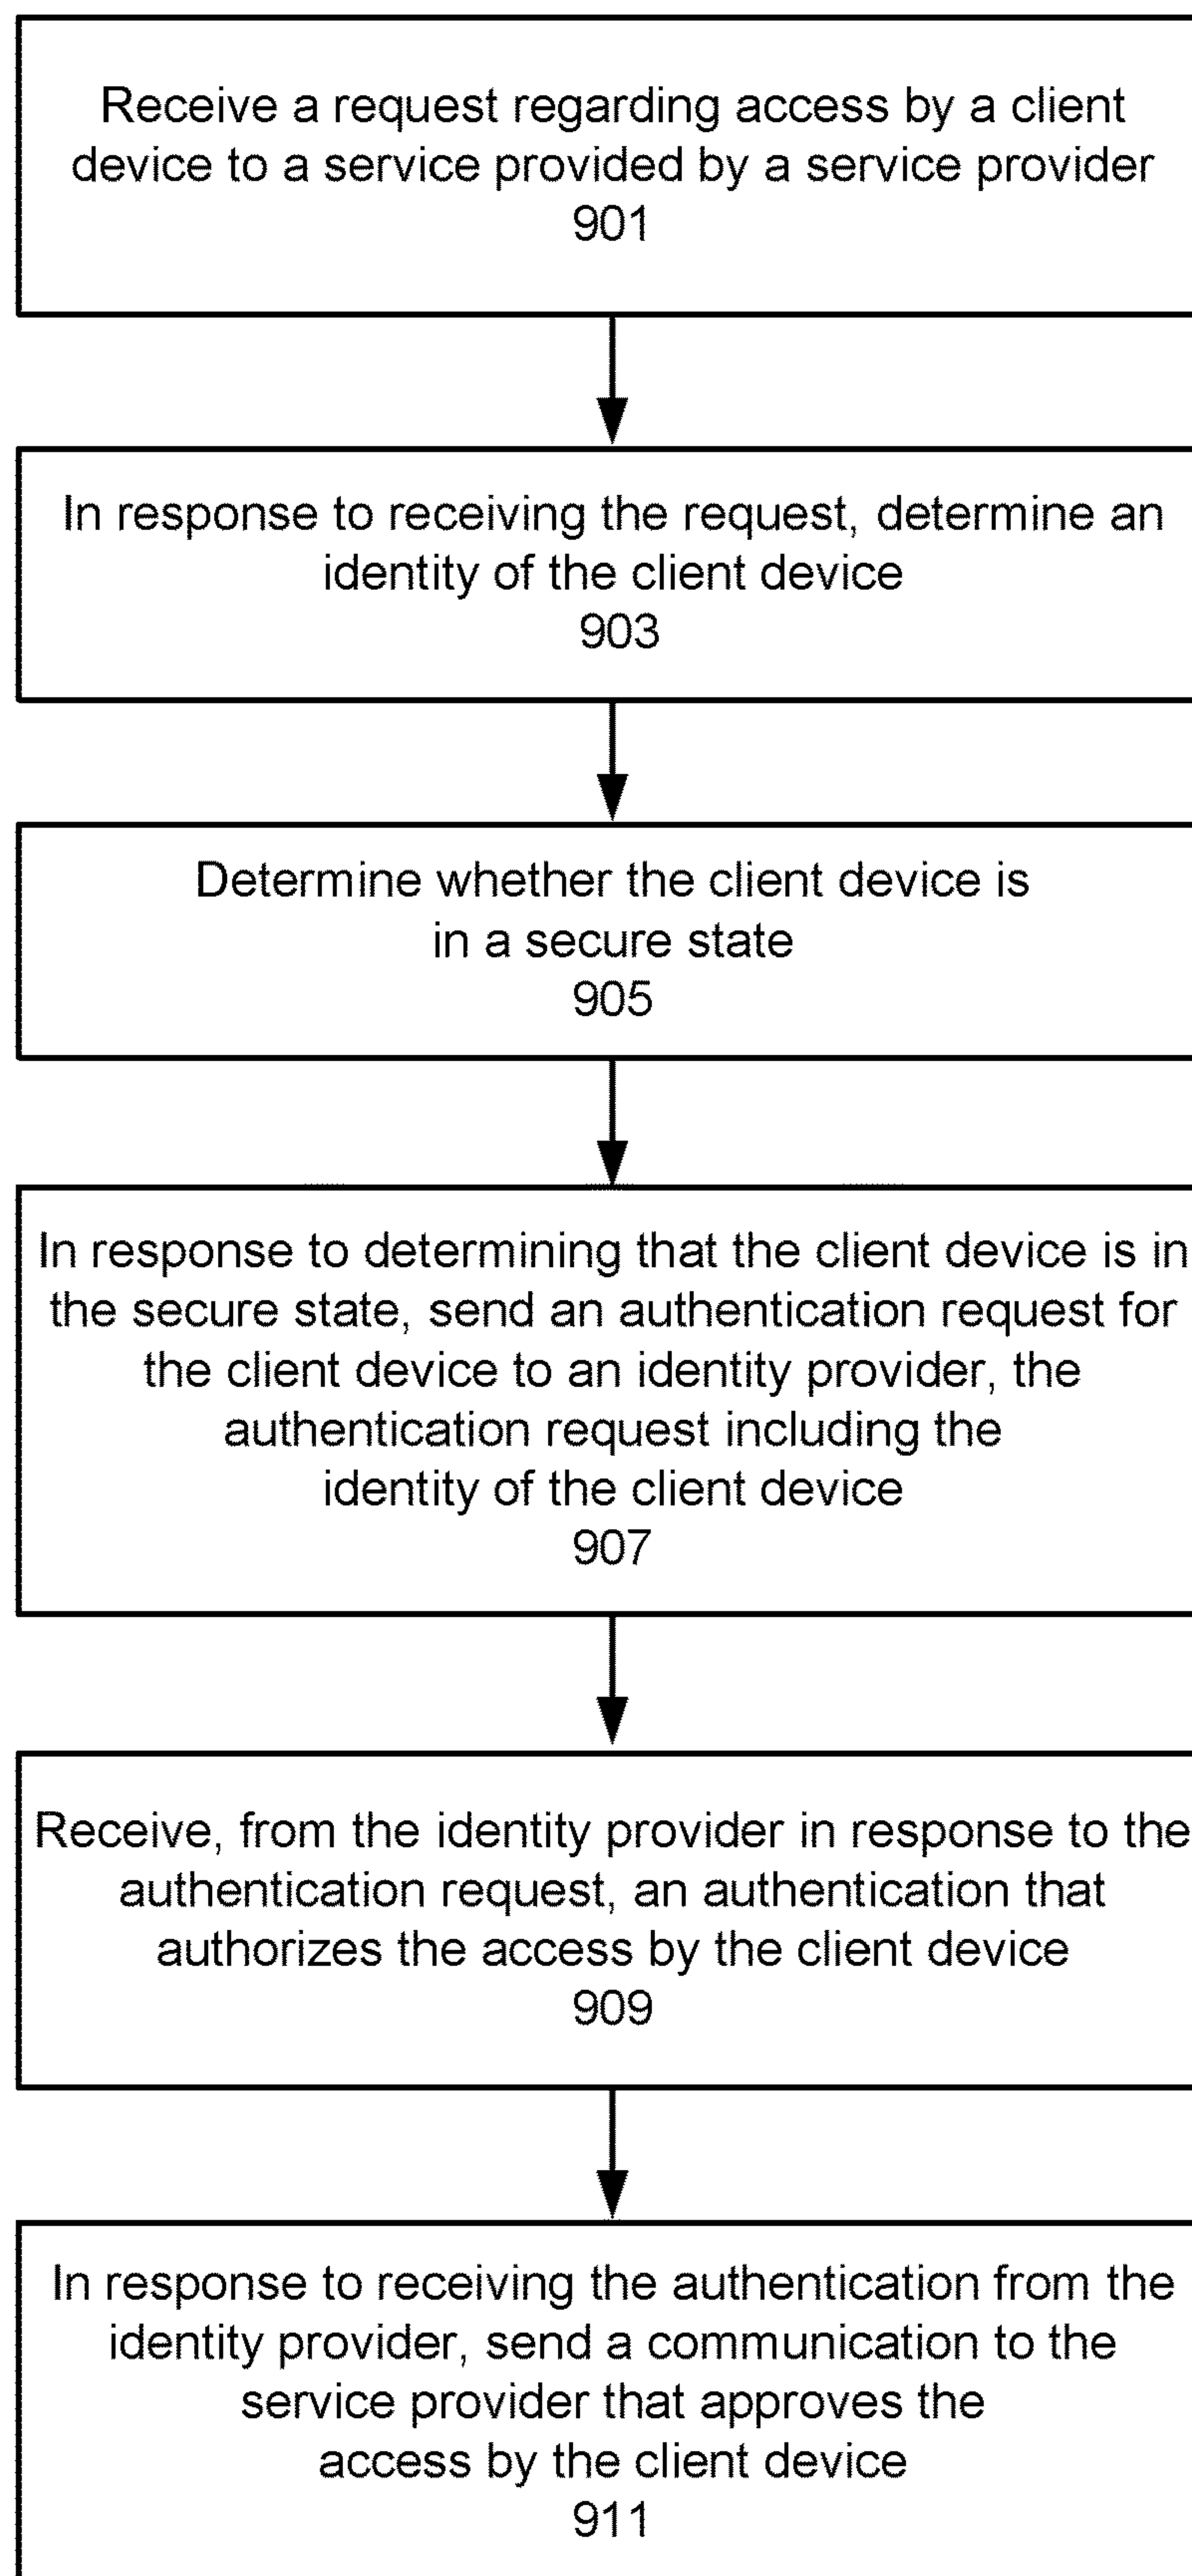 Receive a request regarding access by a client
device to a service provided by a service provider
901
In response to receiving the request, determine an
identity of the client device
903
Determine whether the client device is
in a secure state
905
In response to determining that the client device is in
the secure state, send an authentication request for
the client device to an identity provider, the
authentication request including the
identity of the client device
907
Receive, from the identity provider in response to the
authentication request, an authentication that
authorizes the access by the client device
909
In response to receiving the authentication from the
identity provider, send a communication to the
service provider that approves the
access by the client device
911